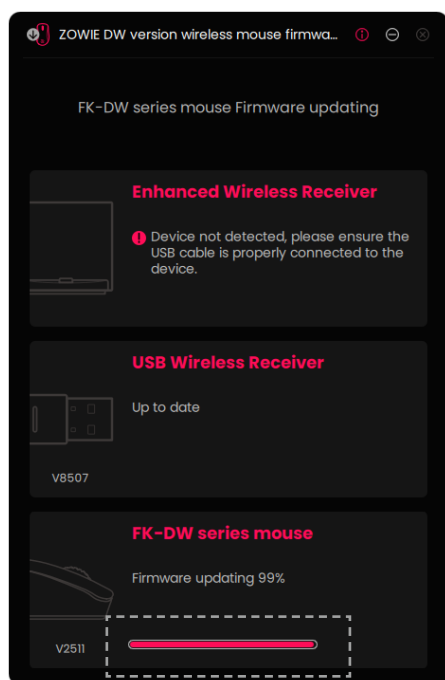 ZOWIE DW version wireless mouse firmwa...
FK-DW series mouse Firmware updating
Enhanced Wireless Receiver
Device not detected, please ensure the
USB cable is properly connected to the
device.
USB Wireless Receiver
Up to date
V8507
FK-DW series mouse
Firmware updating 99%
V2511